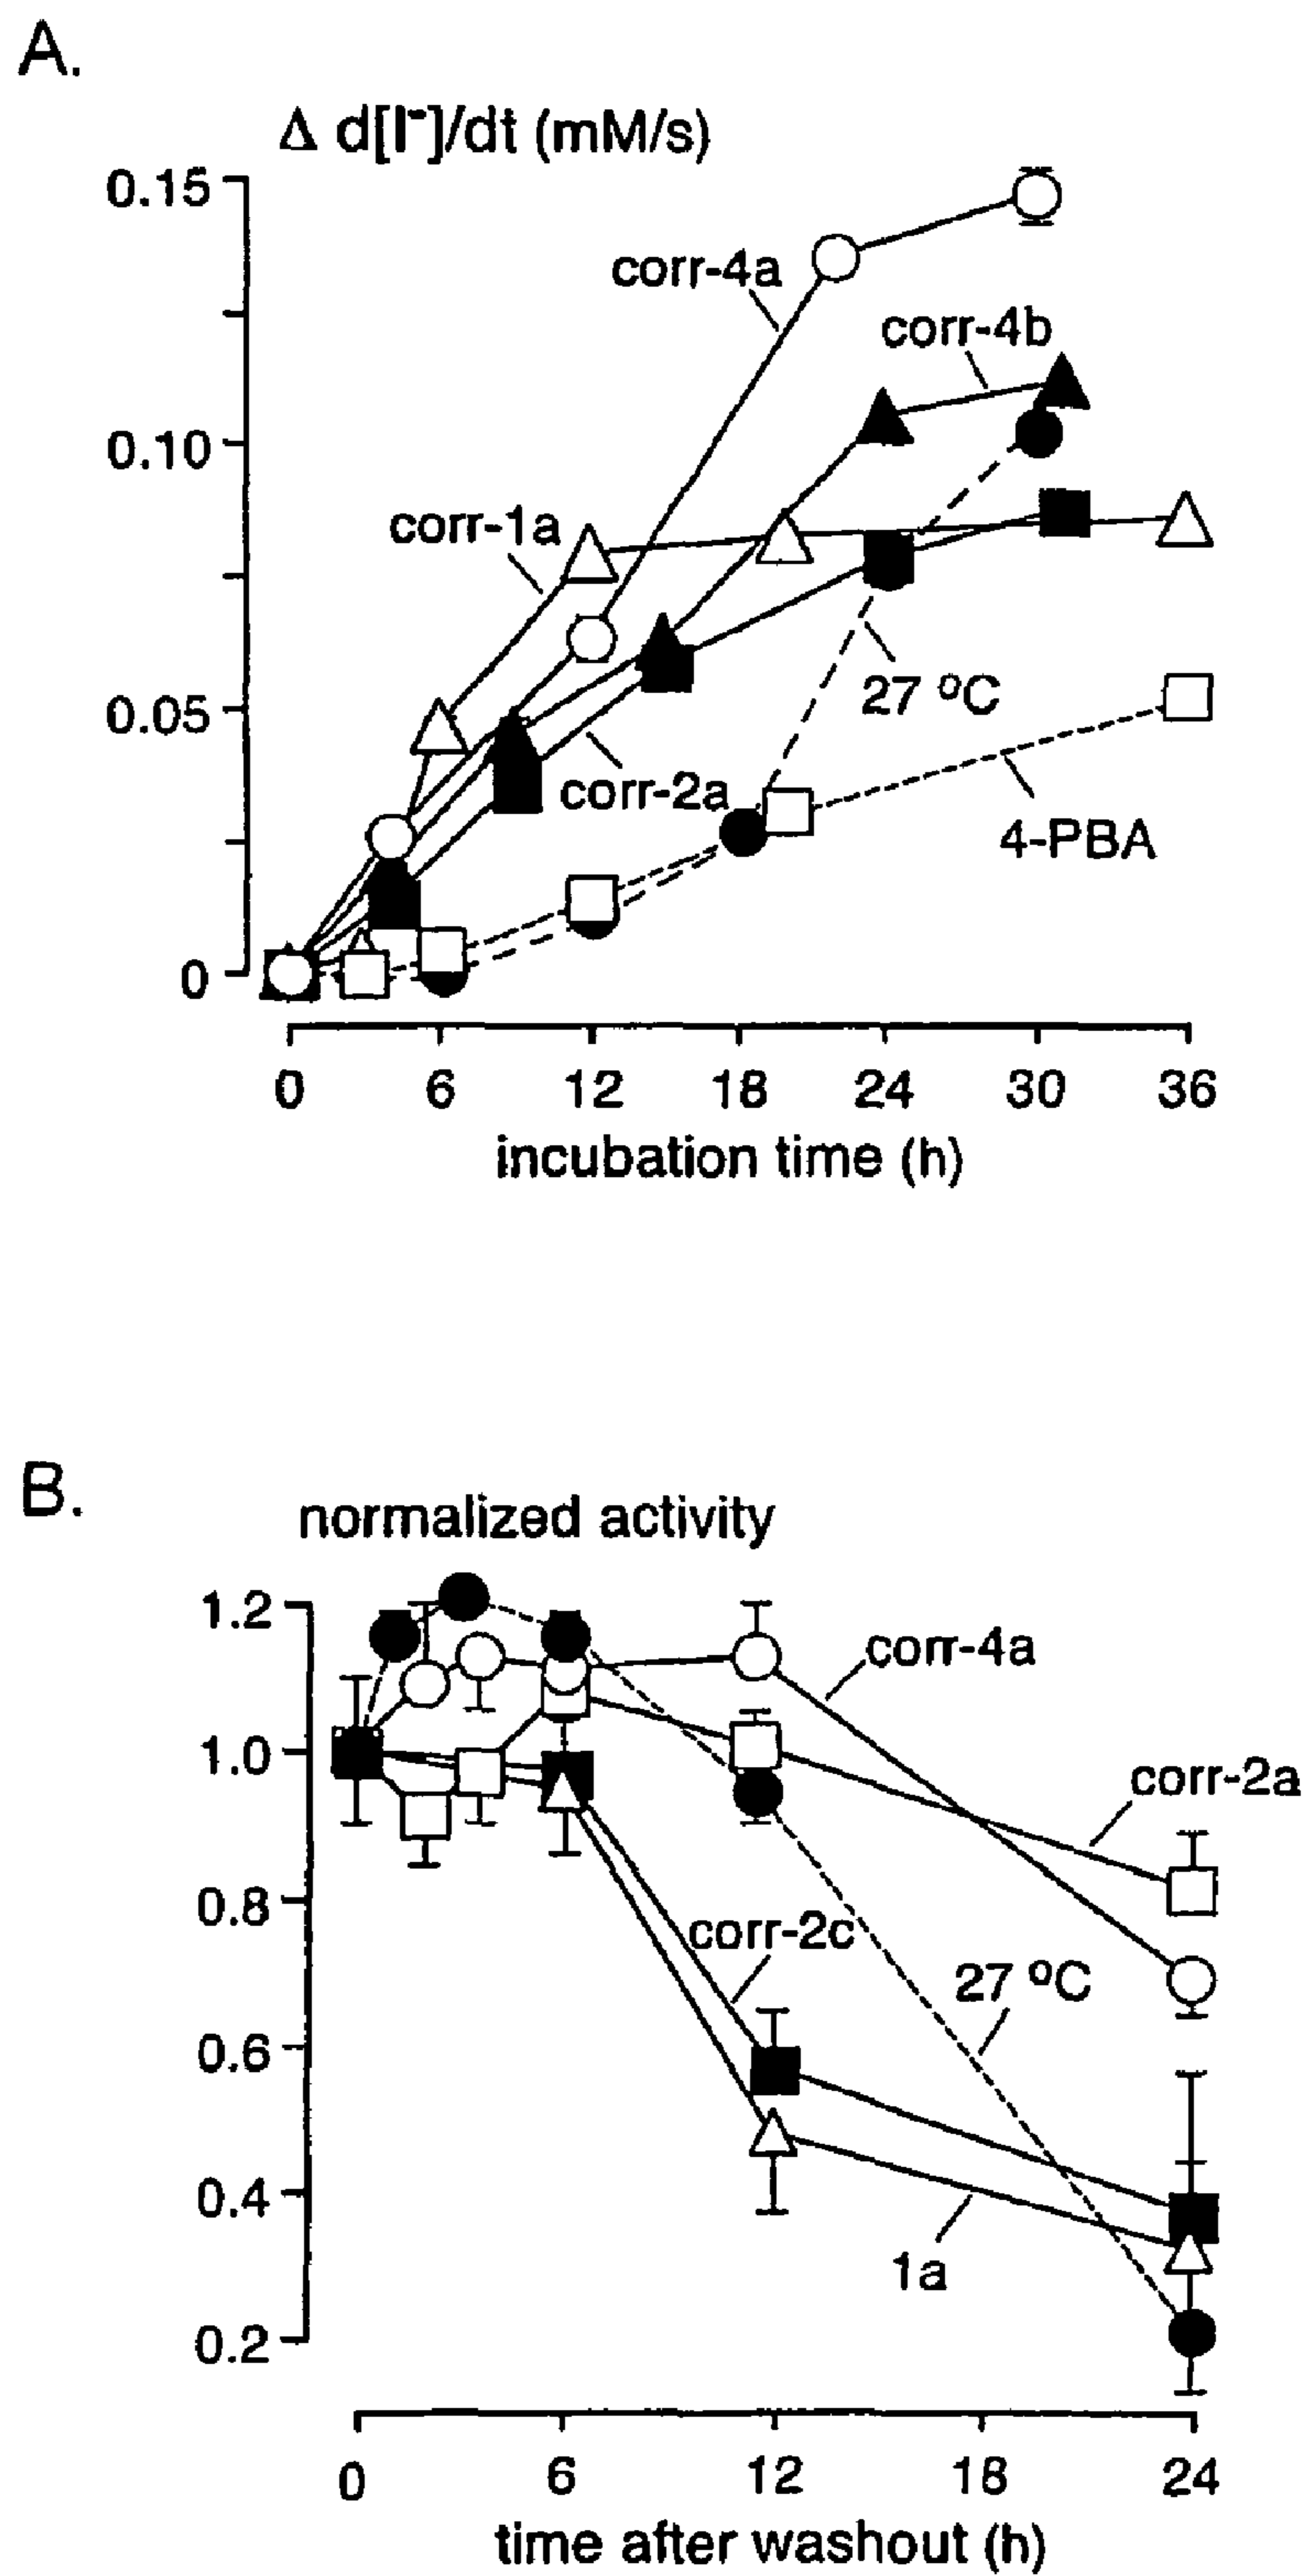 A.
Δ d[I⁻]/dt (mM/s)
0.15
corr-4a
corr-4b
0.10
corr-1a
0.05
27 ºC
corr-2a
4-PBA
0
0 6 12 18 24 30 36
incubation time (h)
B.
normalized activity
1.2
corr-4a
1.0
corr-2a
0.8
corr-2c
27 ºC
0.6
0.4
1a
0.2
0 6 12 18 24
time after washout (h)